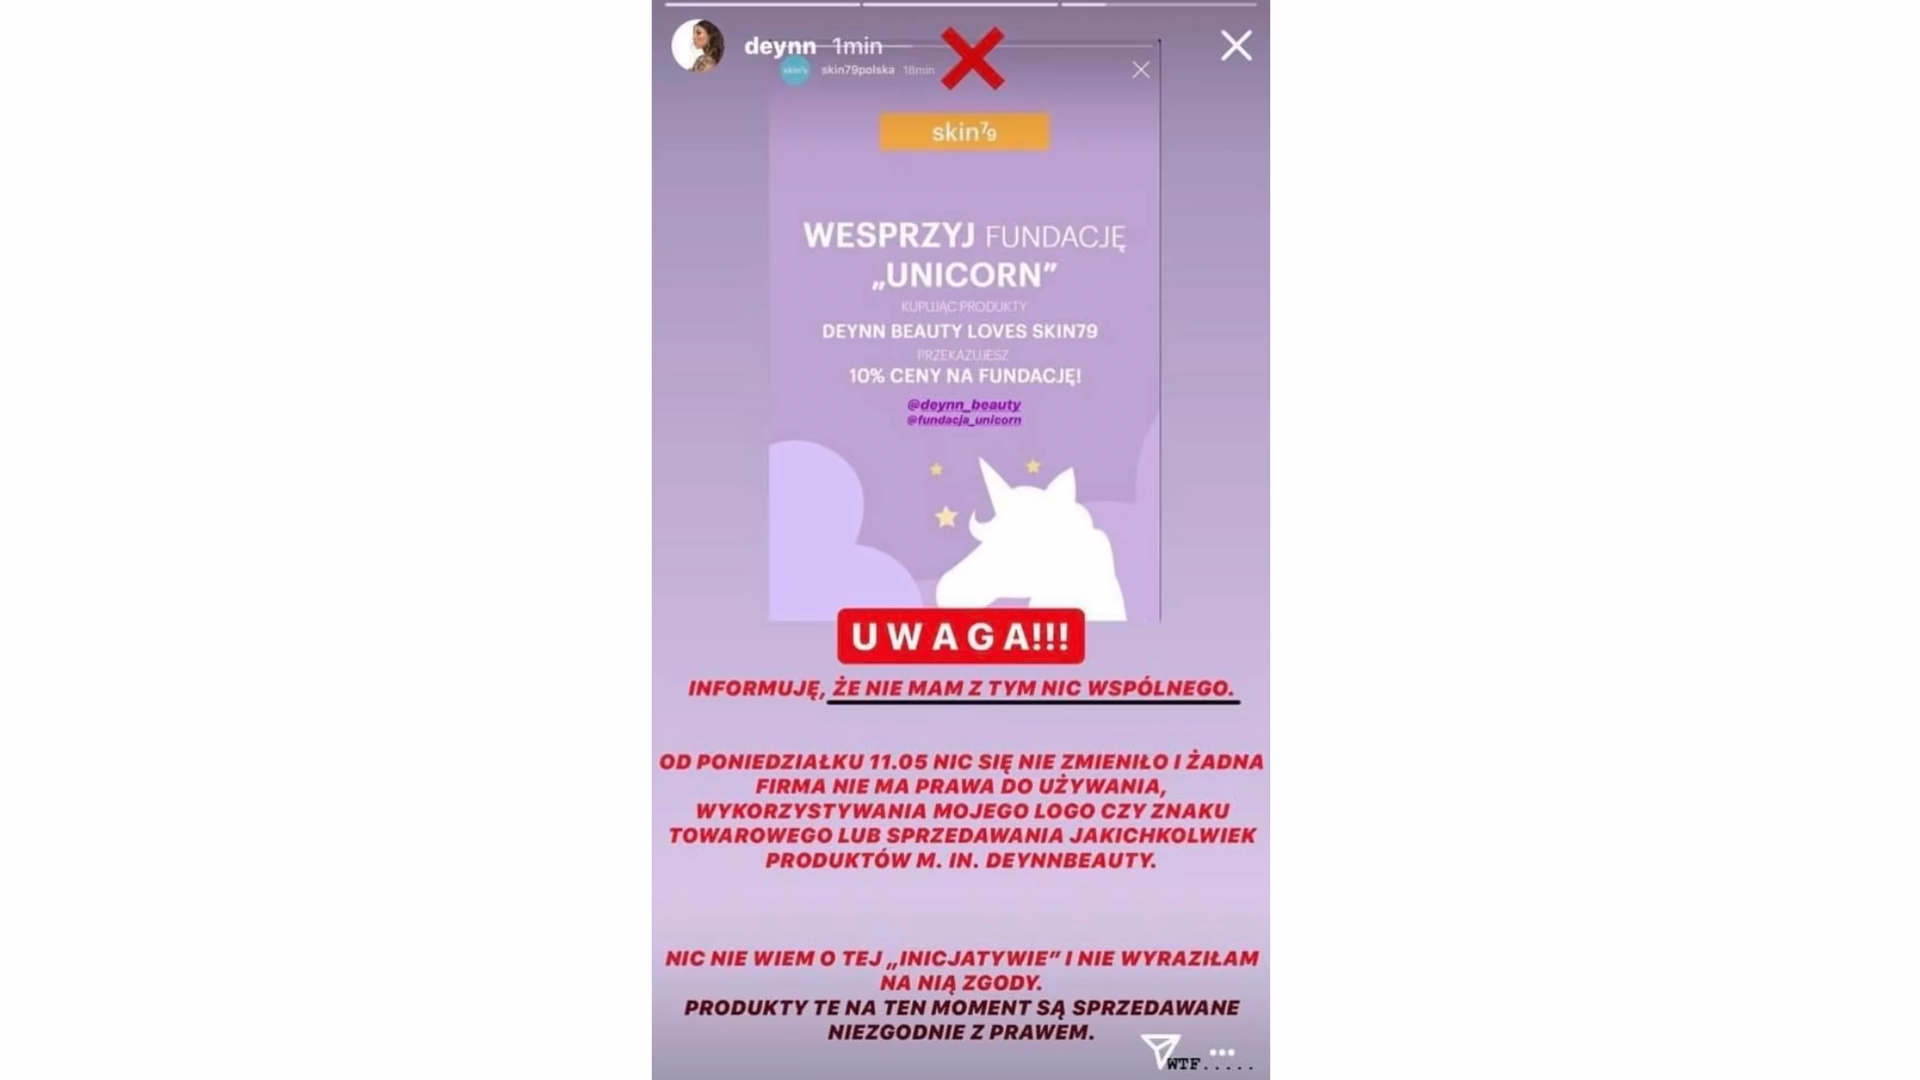 deynn 1min
skin79 skin79polska 18min
skin79
WESPRZYJ FUNDACJĘ
„UNICORN”
KUPUJĄC PRODUKTY
DEYNN BEAUTY LOVES SKIN79
PRZEKAZUJESZ
10% CENY NA FUNDACJĘ!
@deynn_beauty
@fundacja_unicorn
UWAGA!!!
INFORMUJĘ, ŻE NIE MAM Z TYM NIC WSPÓLNEGO.
OD PONIEDZIAŁKU 11.05 NIC SIĘ NIE ZMIENIŁO I ŻADNA
FIRMA NIE MA PRAWA DO UŻYWANIA,
WYKORZYSTYWANIA MOJEGO LOGO CZY ZNAKU
TOWAROWEGO LUB SPRZEDAWANIA JAKICHKOLWIEK
PRODUKTÓW M. IN. DEYNNBEAUTY.
NIC NIE WIEM O TEJ „INICJATYWIE” I NIE WYRAZIŁAM
NA NIĄ ZGODY.
PRODUKTY TE NA TEN MOMENT SĄ SPRZEDAWANE
NIEZGODNIE Z PRAWEM.
WTF.....